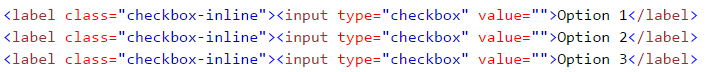 <label class="checkbox-inline"><input type="checkbox" value="">Option 1</label>
<label class="checkbox-inline"><input type="checkbox" value="">Option 2</label>
<label class="checkbox-inline"><input type="checkbox" value="">Option 3</label>